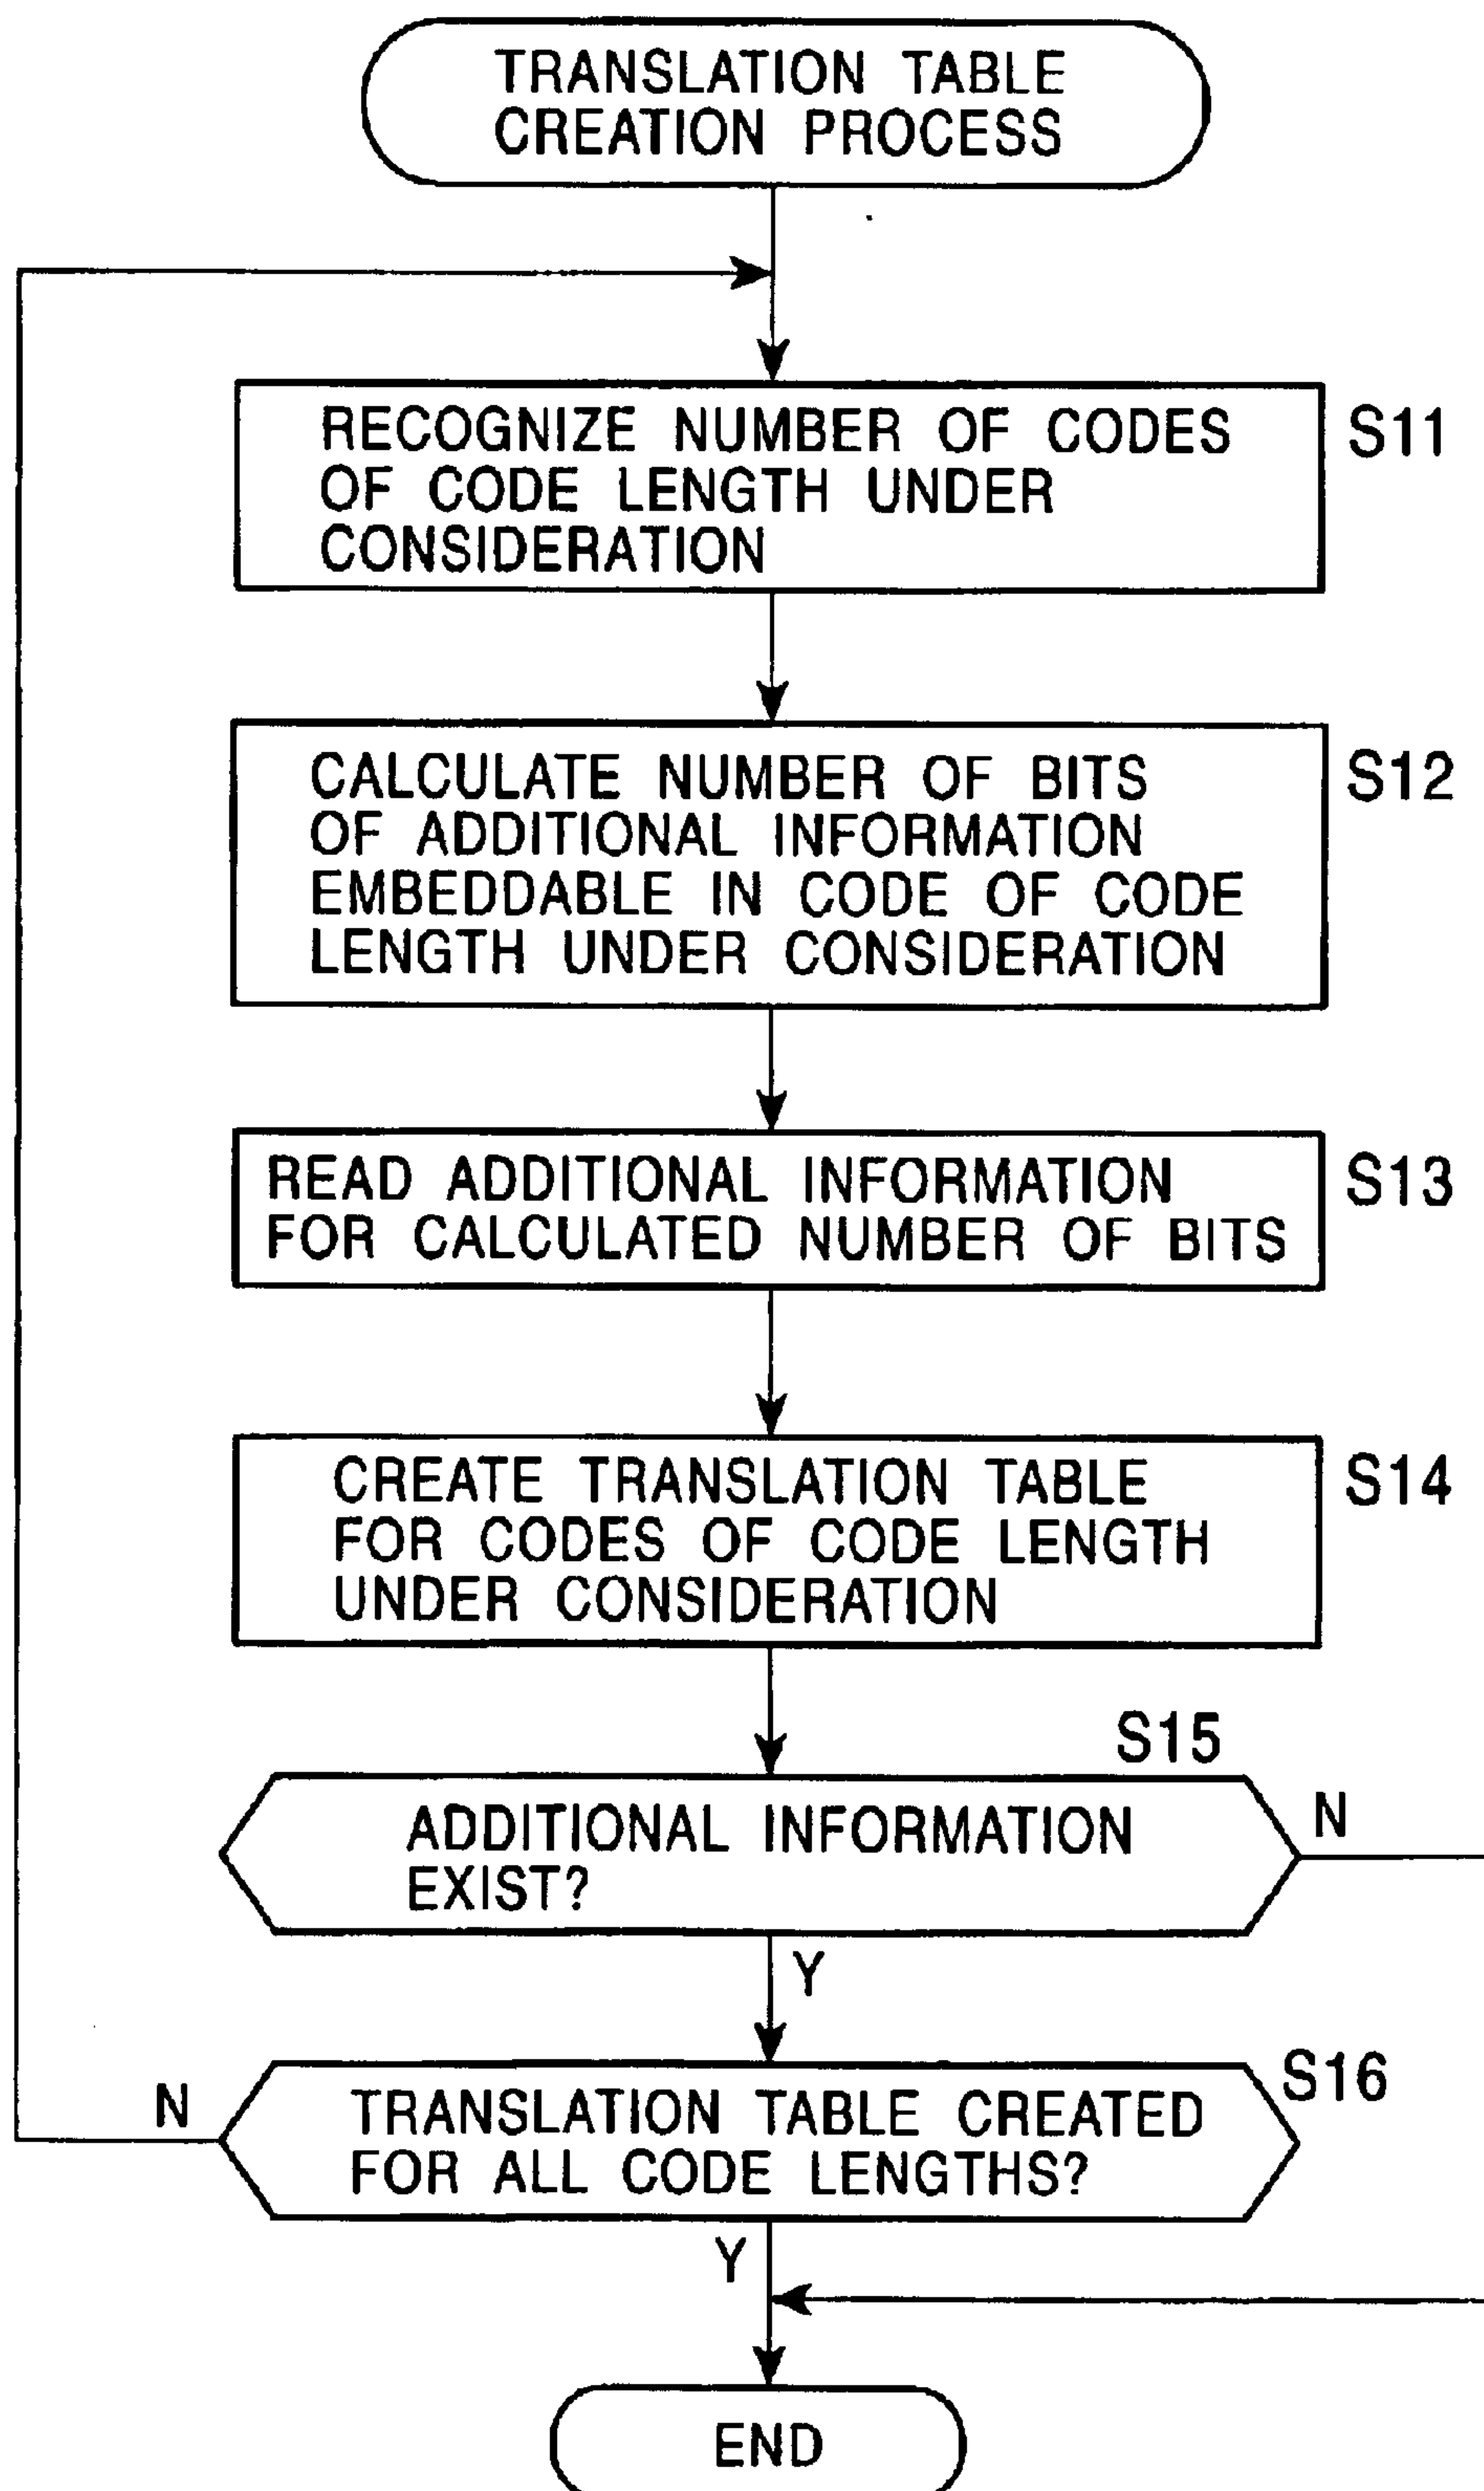 TRANSLATION TABLE
CREATION PROCESS
RECOGNIZE NUMBER OF CODES
OF CODE LENGTH UNDER
CONSIDERATION
S11
CALCULATE NUMBER OF BITS
OF ADDITIONAL INFORMATION
EMBEDDABLE IN CODE OF CODE
LENGTH UNDER CONSIDERATION
S12
READ ADDITIONAL INFORMATION
FOR CALCULATED NUMBER OF BITS
S13
CREATE TRANSLATION TABLE
FOR CODES OF CODE LENGTH
UNDER CONSIDERATION
S14
S15
ADDITIONAL INFORMATION
EXIST?
N
Y
S16
N
TRANSLATION TABLE CREATED
FOR ALL CODE LENGTHS?
Y
END